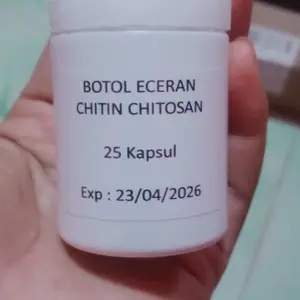 BOTOL ECERAN
CHITIN CHITOSAN
25 Kapsul
Exp : 23/04/2026